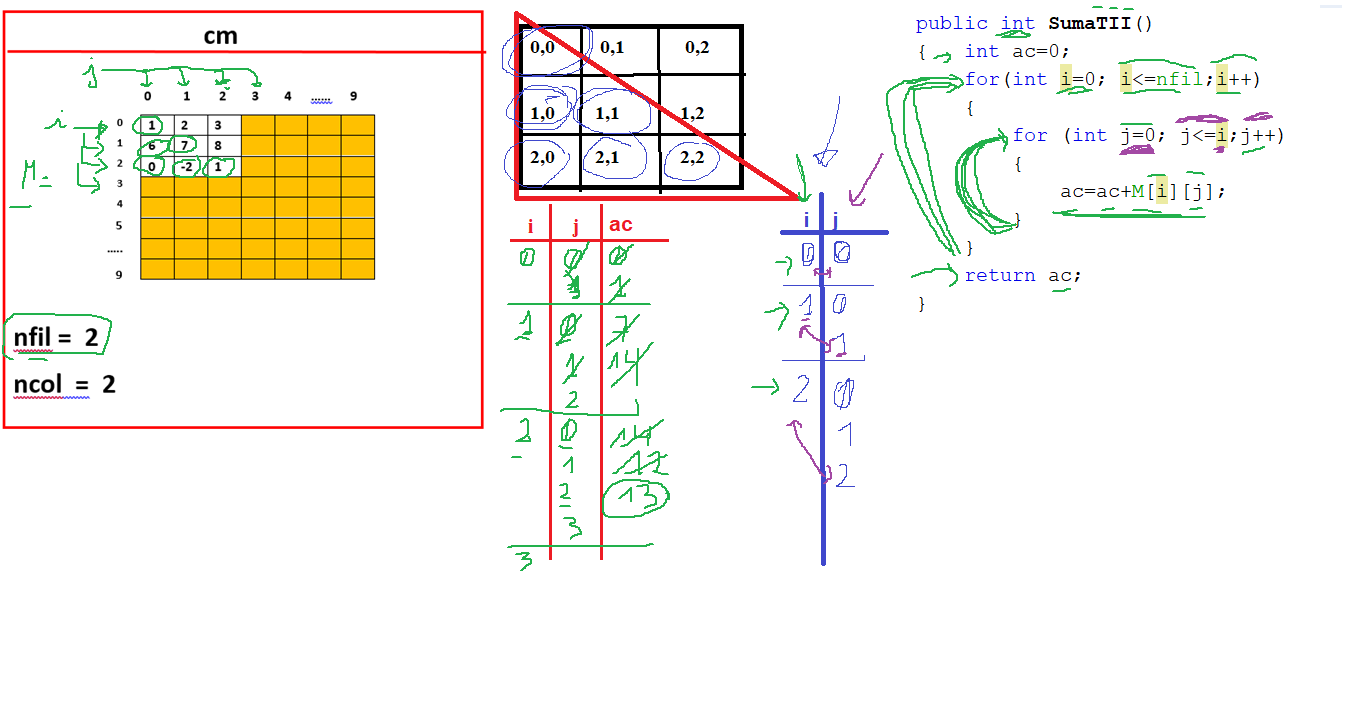 cm
j
0 1 2 3 4 ...... 9
i 0 1 2 3
1 6 7 8
M= 2 0 -2 1
3
4
5
.....
9
nfil = 2
ncol = 2
0,0 0,1 0,2
1,0 1,1 1,2
2,0 2,1 2,2
i j ac
0 0 0
1 1
1 0 7
1 14
2
2 0 14
1 12
2 13
3
3
i j
0 0
1 0
1
2 0
1
2
public int SumaTII()
{ int ac=0;
for(int i=0; i<=nfil;i++)
{
for (int j=0; j<=i;j++)
{
ac=ac+M[i][j];
}
}
return ac;
}